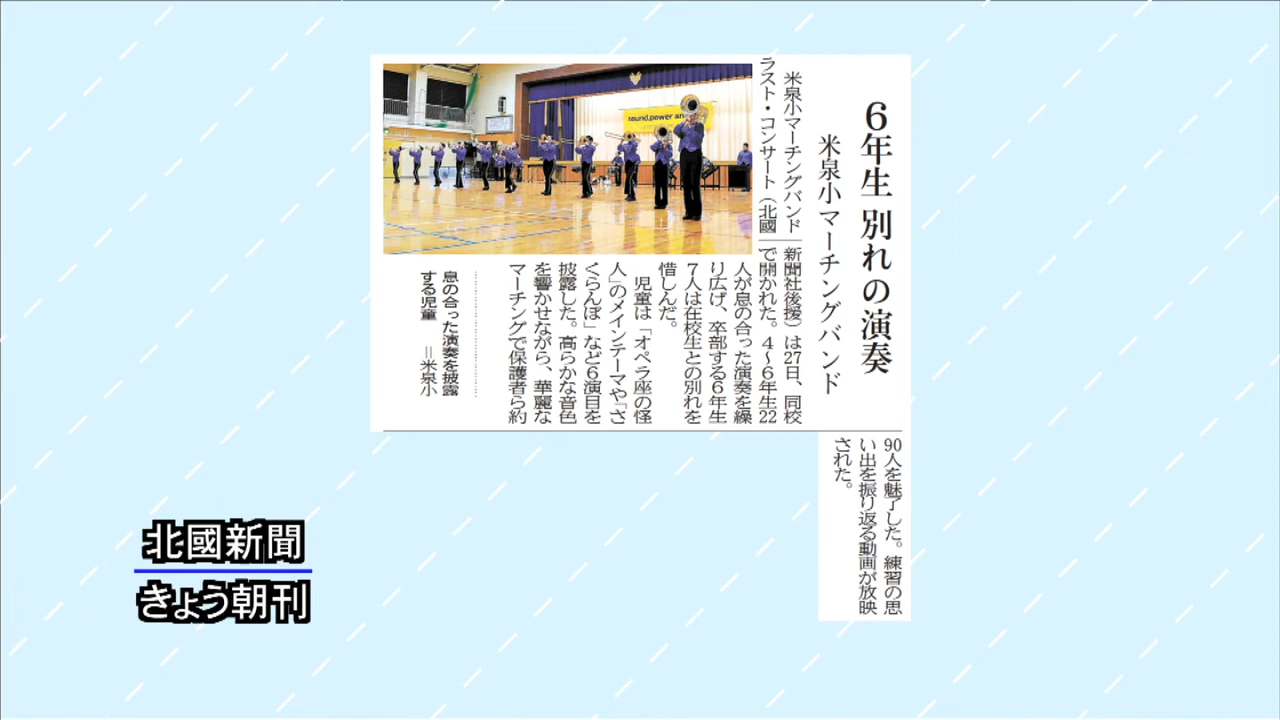 6年生 別れの演奏
米泉小マーチングバンド
米泉小マーチングバンド
ラスト・コンサート(北國
新聞社後援)は27日、同校
で開かれた。4〜6年生22
人が息の合った演奏を繰
り広げ、卒部する6年生
7人は在校生との別れを
惜しんだ。
児童は「オペラ座の怪
人」のメインテーマや「さ
くらんぼ」など6演目を
披露した。高らかな音色
を響かせながら、華麗な
マーチングで保護者ら約
90人を魅了した。練習の思
い出を振り返る動画が放映
された。
息の合った演奏を披露
する児童 =米泉小
sound,power an
北國新聞
きょう朝刊